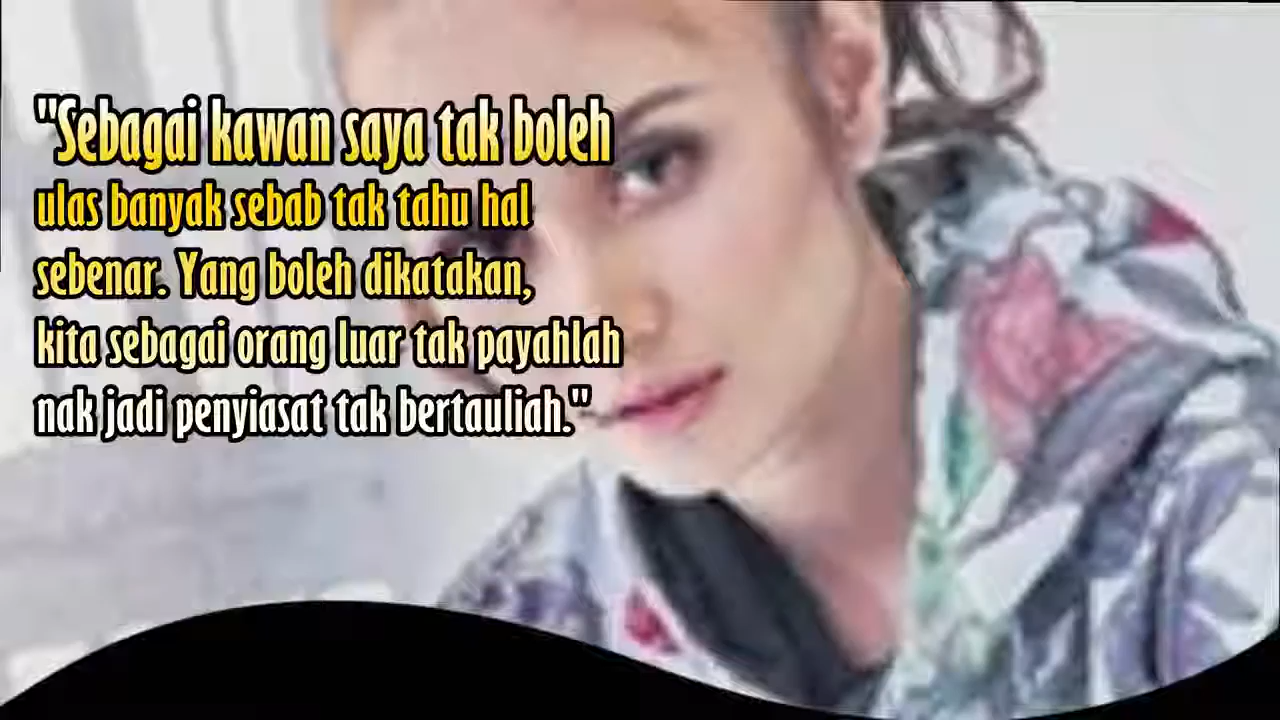 "Sebagai kawan saya tak boleh
ulas banyak sebab tak tahu hal
sebenar. Yang boleh dikatakan,
kita sebagai orang luar tak payahlah
nak jadi penyiasat tak bertauliah."